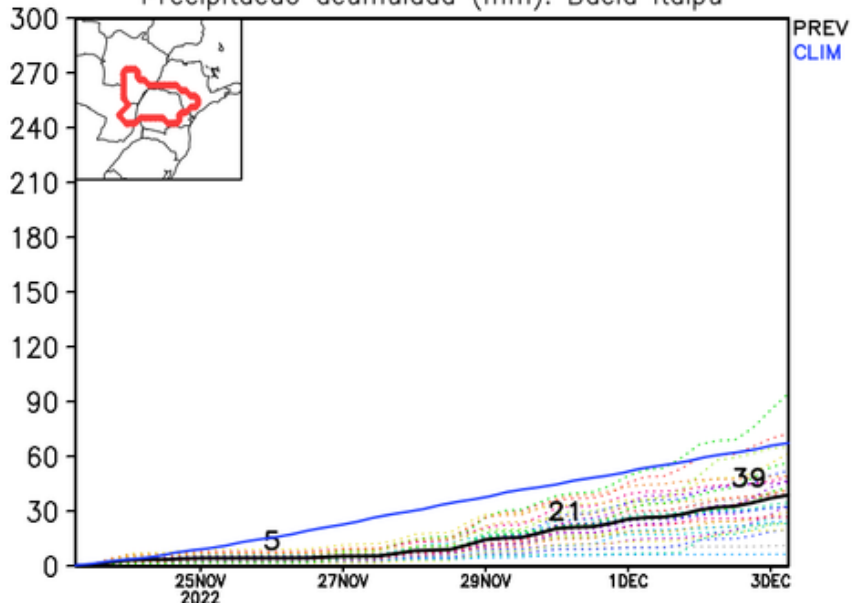 Precipitação acumulada (mm): Bacia Itaipu
300
PREV
CLIM
270
240
210
180
150
120
90
60
30
0
5
21
39
25NOV
2022
27NOV
29NOV
1DEC
3DEC